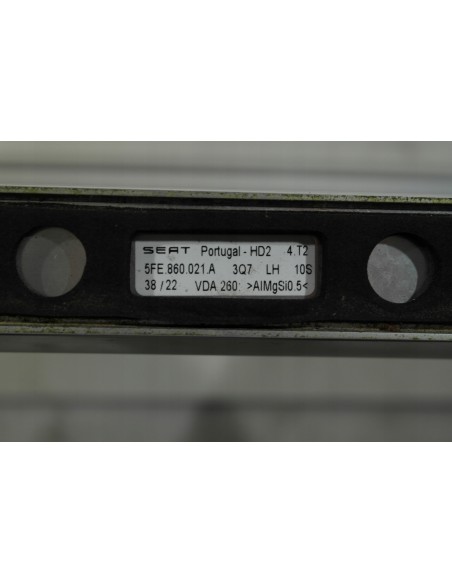 SEAT Portugal - HD2 4.T2
5FE.860.021.A 3Q7 LH 10S
38 / 22 VDA 260: >AlMgSi0.5<